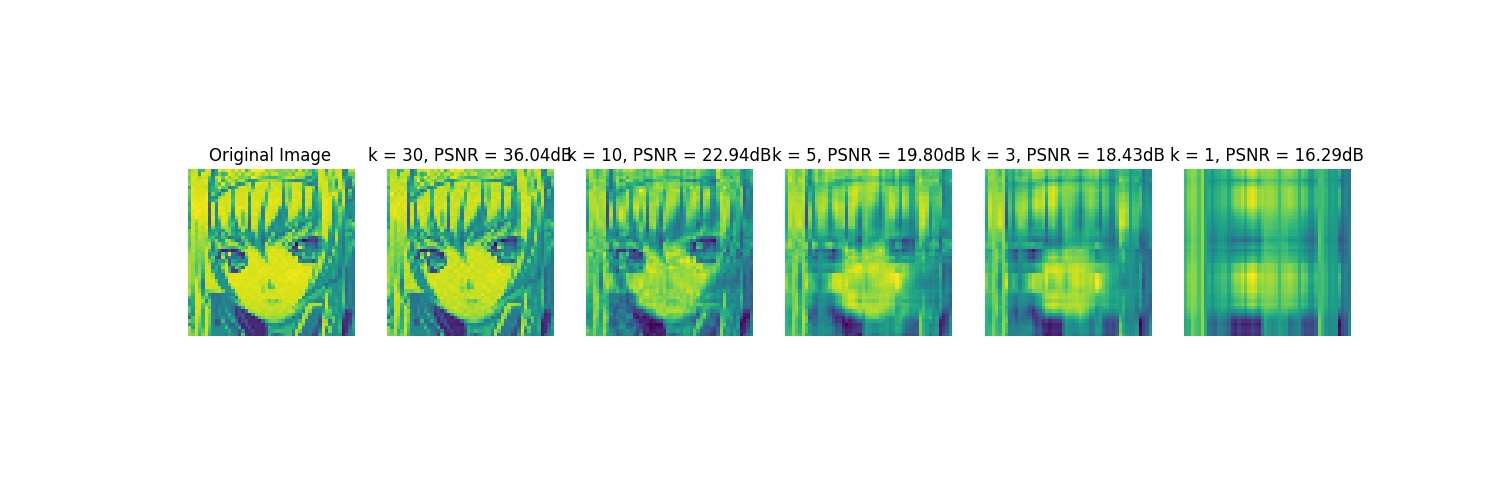 Original Image
k = 30, PSNR = 36.04dB
k = 10, PSNR = 22.94dB
k = 5, PSNR = 19.80dB
k = 3, PSNR = 18.43dB
k = 1, PSNR = 16.29dB